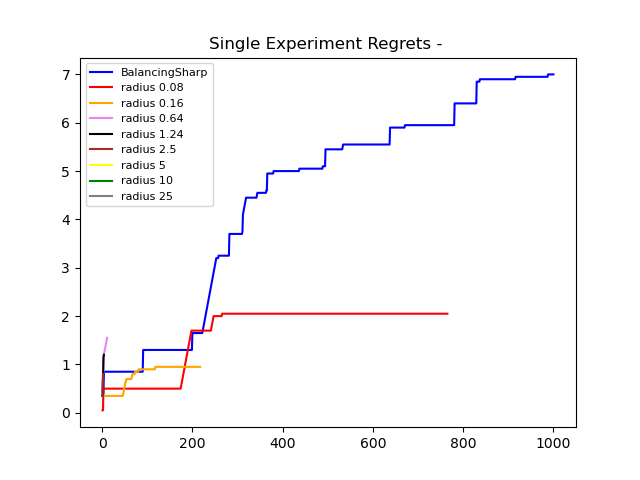 Single Experiment Regrets -
7
6
5
4
3
2
1
0
BalancingSharp
radius 0.08
radius 0.16
radius 0.64
radius 1.24
radius 2.5
radius 5
radius 10
radius 25
0 200 400 600 800 1000